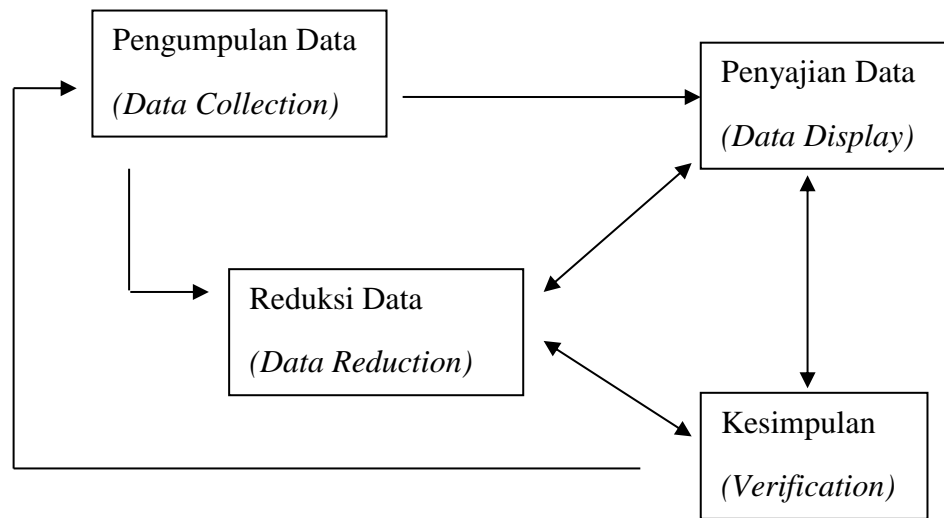 Pengumpulan Data
(Data Collection)
Penyajian Data
(Data Display)
Reduksi Data
(Data Reduction)
Kesimpulan
(Verification)